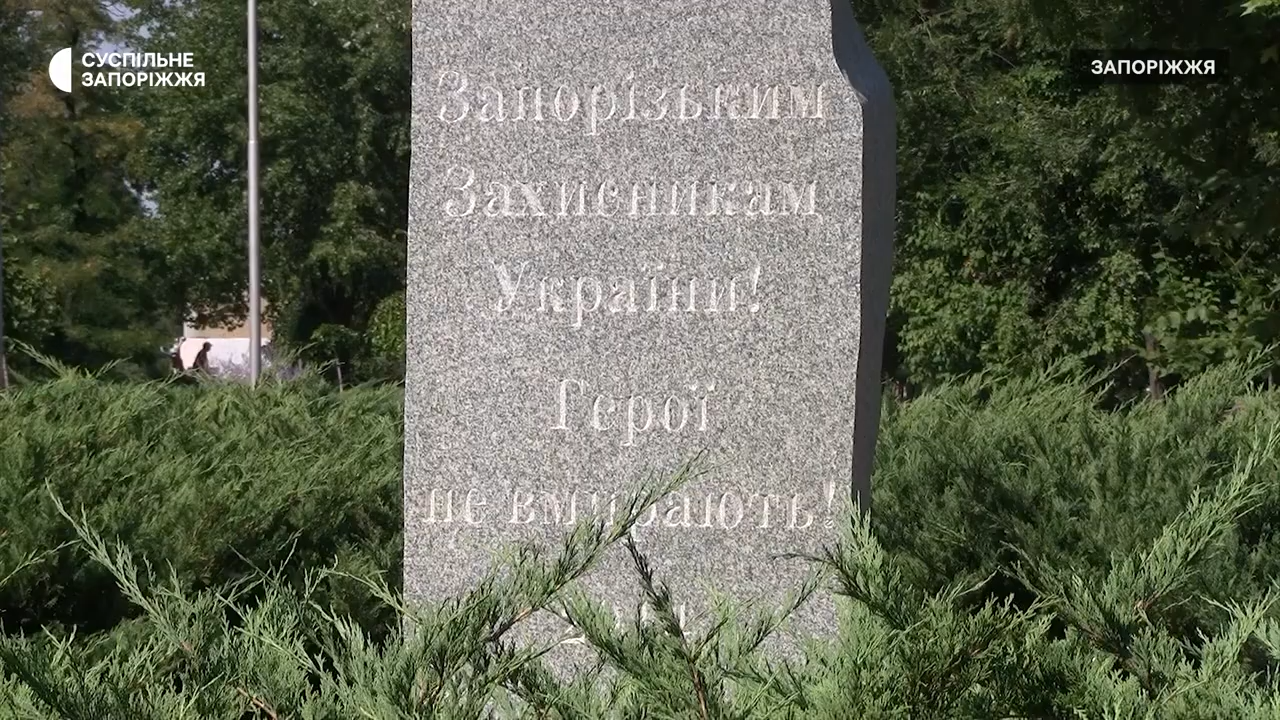 СУСПІЛЬНЕ
ЗАПОРІЖЖЯ
ЗАПОРІЖЖЯ
Запорізьким
Захисникам
України!
Герої
не вмирають!